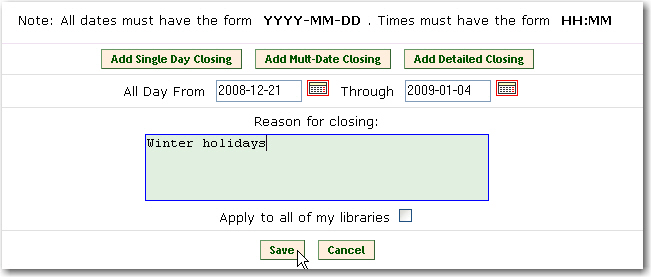 Note: All dates must have the form YYYY-MM-DD . Times must have the form HH:MM
Add Single Day Closing Add Mutt-Date Closing Add Detailed Closing
All Day From 2008-12-21 Through 2009-01-04
Reason for closing:
Winter holidays
Apply to all of my libraries
Save Cancel